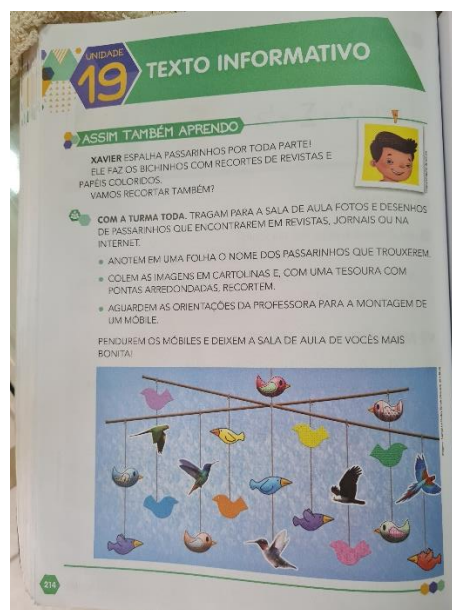 UNIDADE
19
TEXTO INFORMATIVO
ASSIM TAMBÉM APRENDO
XAVIER ESPALHA PASSARINHOS POR TODA PARTE!
ELE FAZ OS BICHINHOS COM RECORTES DE REVISTAS E
PAPÉIS COLORIDOS.
VAMOS RECORTAR TAMBÉM?
COM A TURMA TODA. TRAGAM PARA A SALA DE AULA FOTOS E DESENHOS
DE PASSARINHOS QUE ENCONTRAREM EM REVISTAS, JORNAIS OU NA
INTERNET.
ANOTEM EM UMA FOLHA O NOME DOS PASSARINHOS QUE TROUXEREM.
COLEM AS IMAGENS EM CARTOLINAS E, COM UMA TESOURA COM
PONTAS ARREDONDADAS, RECORTEM.
AGUARDEM AS ORIENTAÇÕES DA PROFESSORA PARA A MONTAGEM DE
UM MÓBILE.
PENDUREM OS MÓBILES E DEIXEM A SALA DE AULA DE VOCÊS MAIS
BONITA!
214